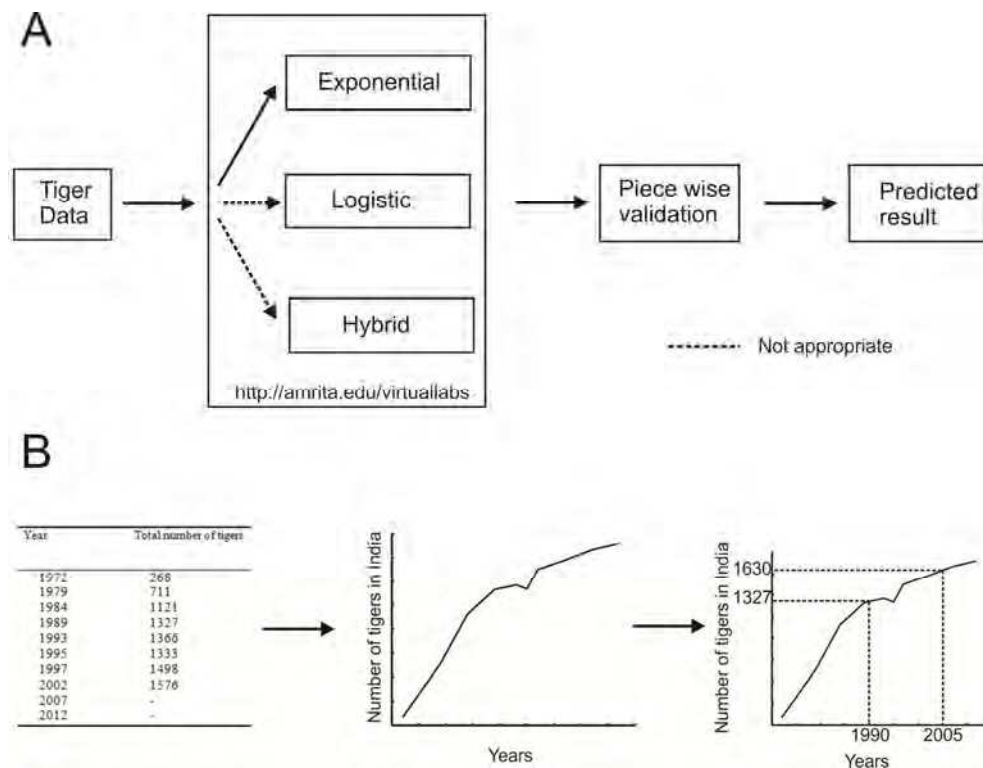 A
Exponential
Tiger
Data
Logistic
Piece wise
validation
Predicted
result
Hybrid
Not appropriate
http://amrita.edu/virtuallabs
B
Year Total number of tigers
1972 268
1979 711
1984 1121
1989 1327
1993 1366
1995 1333
1997 1498
2002 1576
2007 -
2012 -
Number of tigers in India
Years
Number of tigers in India
1630
1327
1990 2005
Years